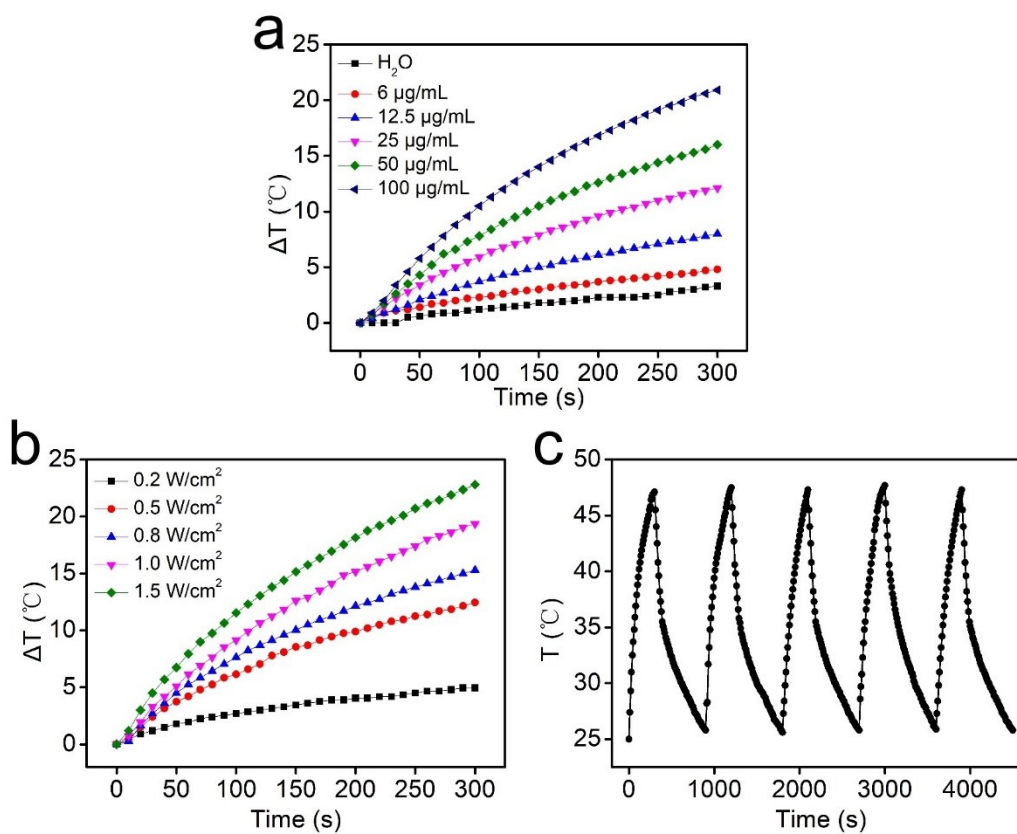 a
25
20
15
10
5
0
ΔT (℃)
H₂O
6 μg/mL
12.5 μg/mL
25 μg/mL
50 μg/mL
100 μg/mL
0 50 100 150 200 250 300
Time (s)
b
25
20
15
10
5
0
ΔT (℃)
0.2 W/cm²
0.5 W/cm²
0.8 W/cm²
1.0 W/cm²
1.5 W/cm²
0 50 100 150 200 250 300
Time (s)
c
50
45
40
35
30
25
T (℃)
0 1000 2000 3000 4000
Time (s)